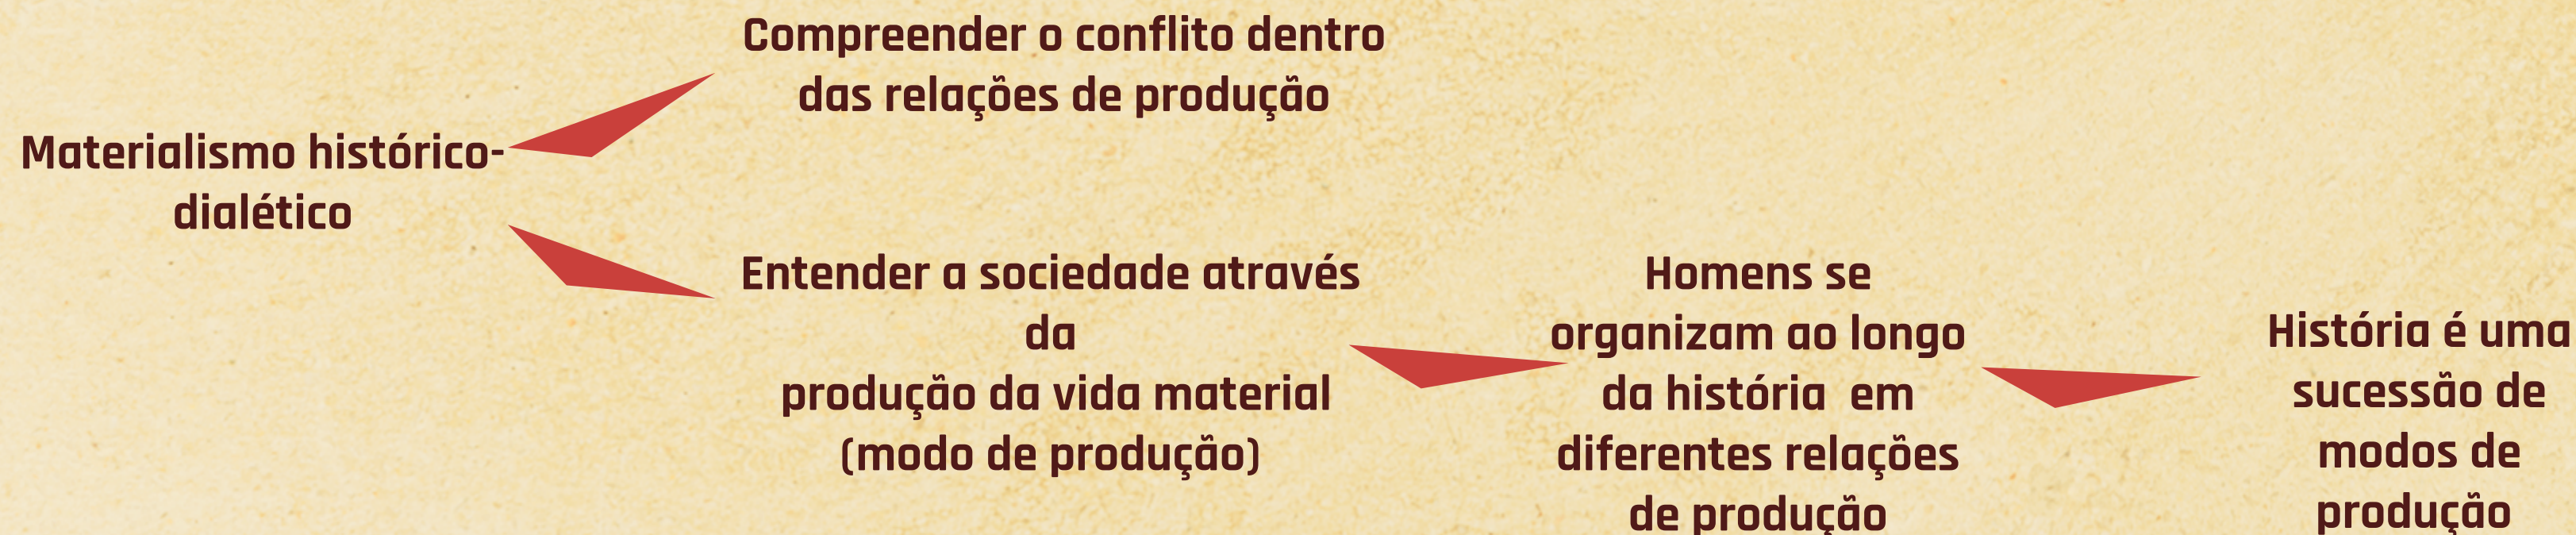 Materialismo histórico-
dialético
Compreender o conflito dentro
das relações de produção
Entender a sociedade através
da
produção da vida material
(modo de produção)
Homens se
organizam ao longo
da história  em
diferentes relações
de produção
História é uma
sucessão de
modos de
produção